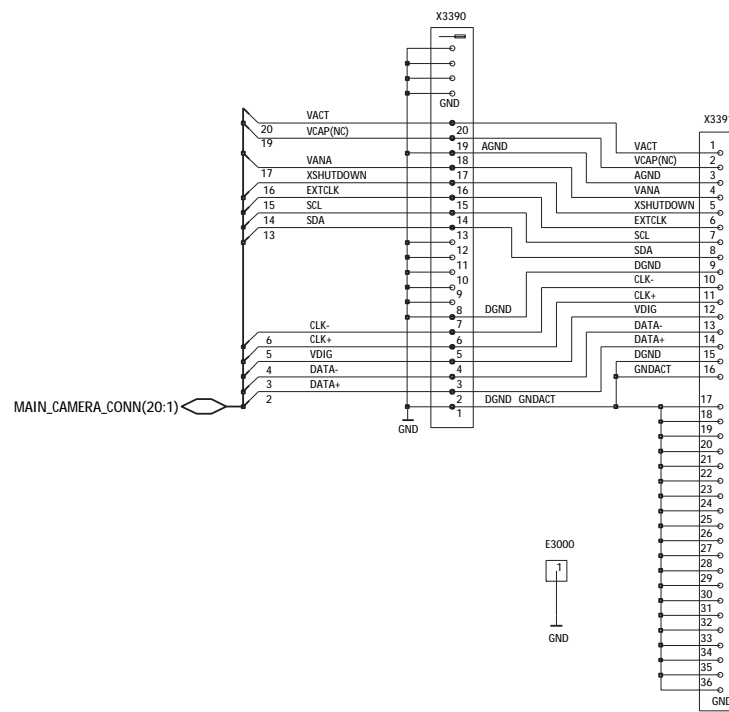 X3390
GND
VACT
20
VCAP(NC)
19
VANA
17
XSHUTDOWN
16
EXTCLK
15
SCL
14
SDA
13
20
19
AGND
18
17
16
15
14
13
12
11
10
9
8
DGND
7
6
5
4
3
2
DGND GNDACT
1
CLK-
6
CLK+
5
VDIG
4
DATA-
3
DATA+
2
MAIN_CAMERA_CONN(20:1)
GND
X3391
VACT 1
VCAP(NC) 2
AGND 3
VANA 4
XSHUTDOWN 5
EXTCLK 6
SCL 7
SDA 8
DGND 9
CLK- 10
CLK+ 11
VDIG 12
DATA- 13
DATA+ 14
DGND 15
GNDACT 16
17
18
19
20
21
22
23
24
25
26
27
28
29
30
31
32
33
34
35
36
GND
E3000
1
GND